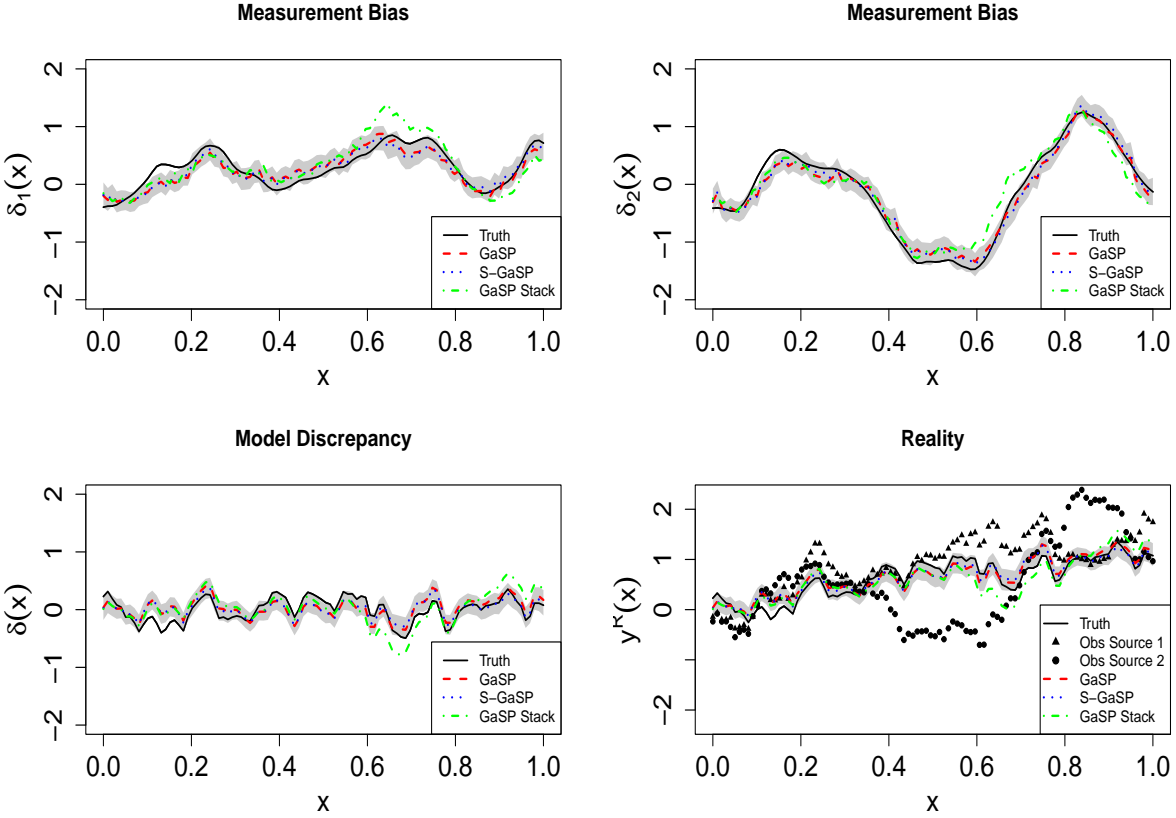 Measurement Bias
δ1(x)
2
1
0
−1
−2
0.0 0.2 0.4 0.6 0.8 1.0
x
Truth
GaSP
S−GaSP
GaSP Stack
Measurement Bias
δ2(x)
2
1
0
−1
−2
0.0 0.2 0.4 0.6 0.8 1.0
x
Truth
GaSP
S−GaSP
GaSP Stack
Model Discrepancy
δ(x)
2
1
0
−1
−2
0.0 0.2 0.4 0.6 0.8 1.0
x
Truth
GaSP
S−GaSP
GaSP Stack
Reality
yR(x)
2
1
0
−1
−2
0.0 0.2 0.4 0.6 0.8 1.0
x
Truth
Obs Source 1
Obs Source 2
GaSP
S−GaSP
GaSP Stack